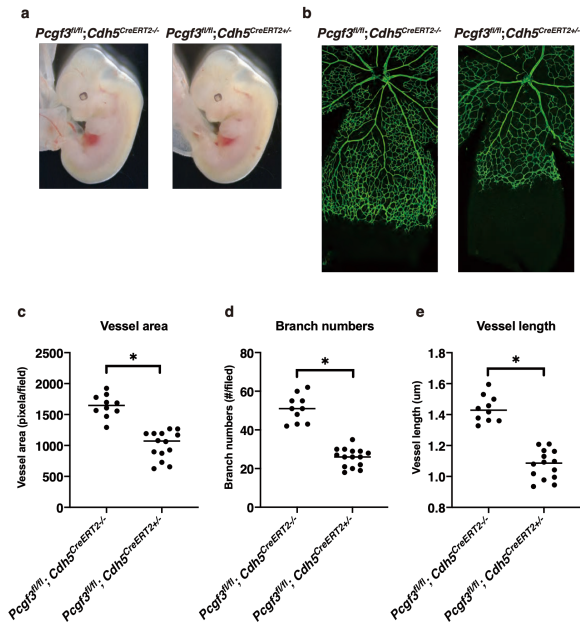 a
Pcgf3fl/fl;Cdh5CreERT2-/-
Pcgf3fl/fl;Cdh5CreERT2+/-
b
Pcgf3fl/fl;Cdh5CreERT2-/-
Pcgf3fl/fl;Cdh5CreERT2+/-
c
Vessel area
*
Vessel area (pixela/field)
2500
2000
1500
1000
500
0
Pcgf3fl/fl; Cdh5CreERT2-/-
Pcgf3fl/fl; Cdh5CreERT2+/-
d
Branch numbers
*
Branch numbers (#/filed)
80
60
40
20
0
Pcgf3fl/fl; Cdh5CreERT2-/-
Pcgf3fl/fl; Cdh5CreERT2+/-
e
Vessel length
*
Vessel length (um)
1.8
1.6
1.4
1.2
1.0
0.8
Pcgf3fl/fl; Cdh5CreERT2-/-
Pcgf3fl/fl; Cdh5CreERT2+/-